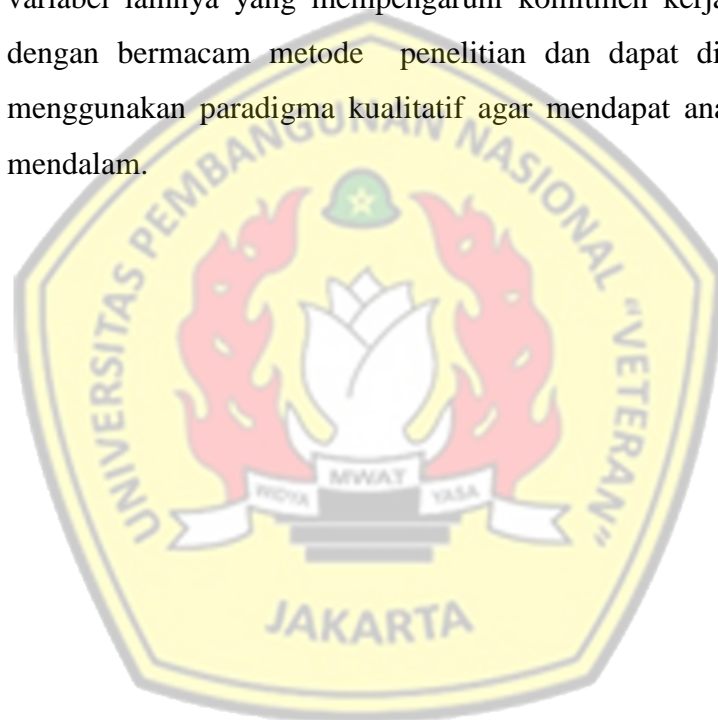 variabel lainnya yang mempengaruhi komitmen kerja
dengan bermacam metode penelitian dan dapat di
menggunakan paradigma kualitatif agar mendapat ana
mendalam.
UNIVERSITAS PEMBANGUNAN NASIONAL "VETERAN"
WIDYA MWAT YASA
JAKARTA